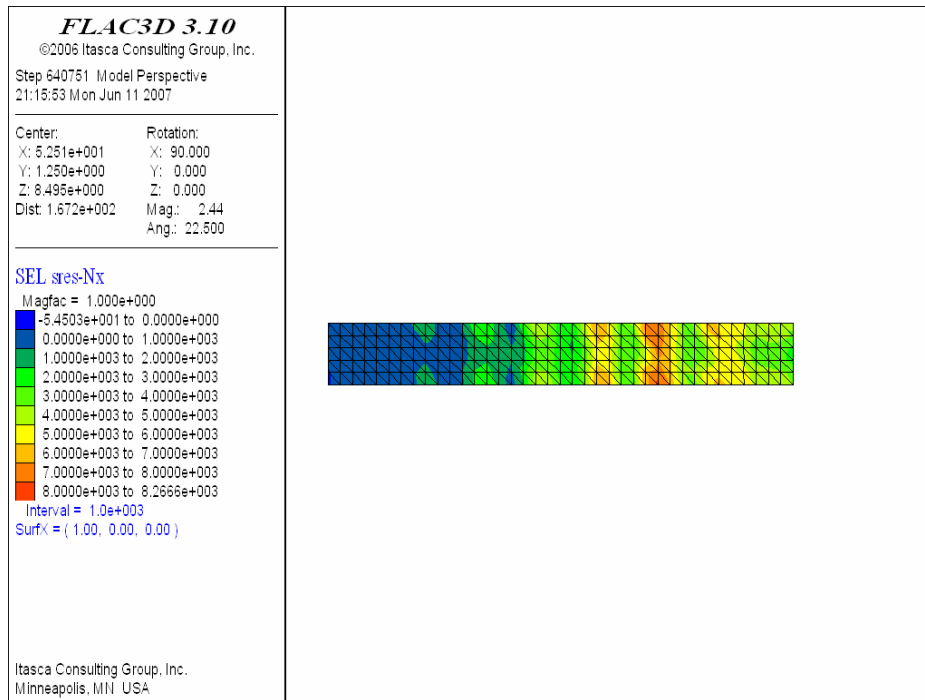 FLAC3D 3.10
©2006 Itasca Consulting Group, Inc.
Step 640751 Model Perspective
21:15:53 Mon Jun 11 2007
Center: Rotation:
X: 5.251e+001 X: 90.000
Y: 1.250e+000 Y: 0.000
Z: 8.495e+000 Z: 0.000
Dist: 1.672e+002 Mag.: 2.44
Ang.: 22.500
SEL sres-Nx
Magfac = 1.000e+000
-5.4503e+001 to 0.0000e+000
0.0000e+000 to 1.0000e+003
1.0000e+003 to 2.0000e+003
2.0000e+003 to 3.0000e+003
3.0000e+003 to 4.0000e+003
4.0000e+003 to 5.0000e+003
5.0000e+003 to 6.0000e+003
6.0000e+003 to 7.0000e+003
7.0000e+003 to 8.0000e+003
8.0000e+003 to 8.2666e+003
Interval = 1.0e+003
SurfX = ( 1.00, 0.00, 0.00 )
Itasca Consulting Group, Inc.
Minneapolis, MN USA